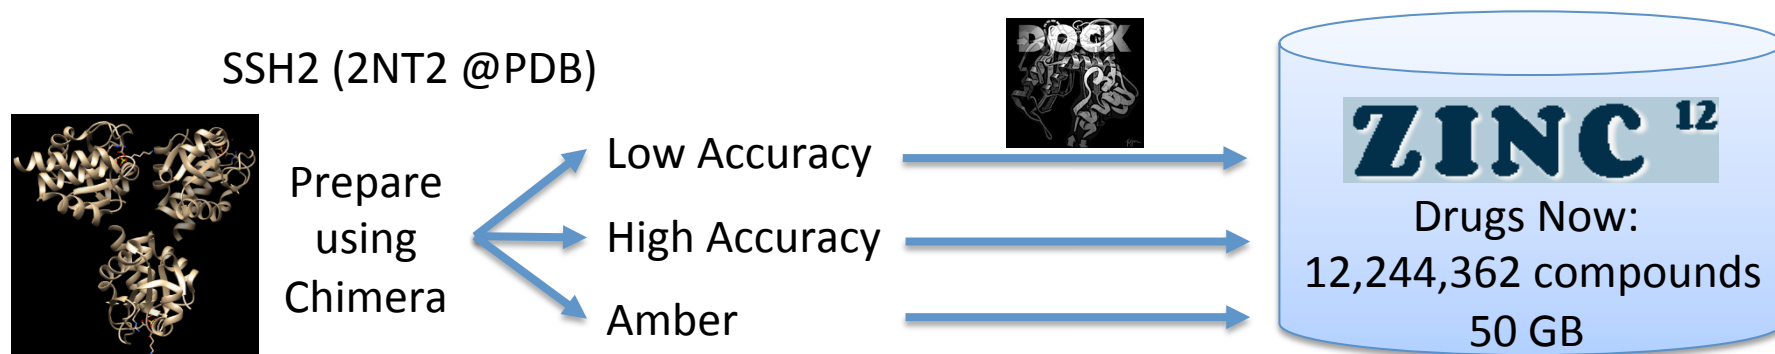 SSH2 (2NT2 @PDB)
Prepare
using
Chimera
Low Accuracy
High Accuracy
Amber
DOCK
ZINC 12
Drugs Now:
12,244,362 compounds
50 GB